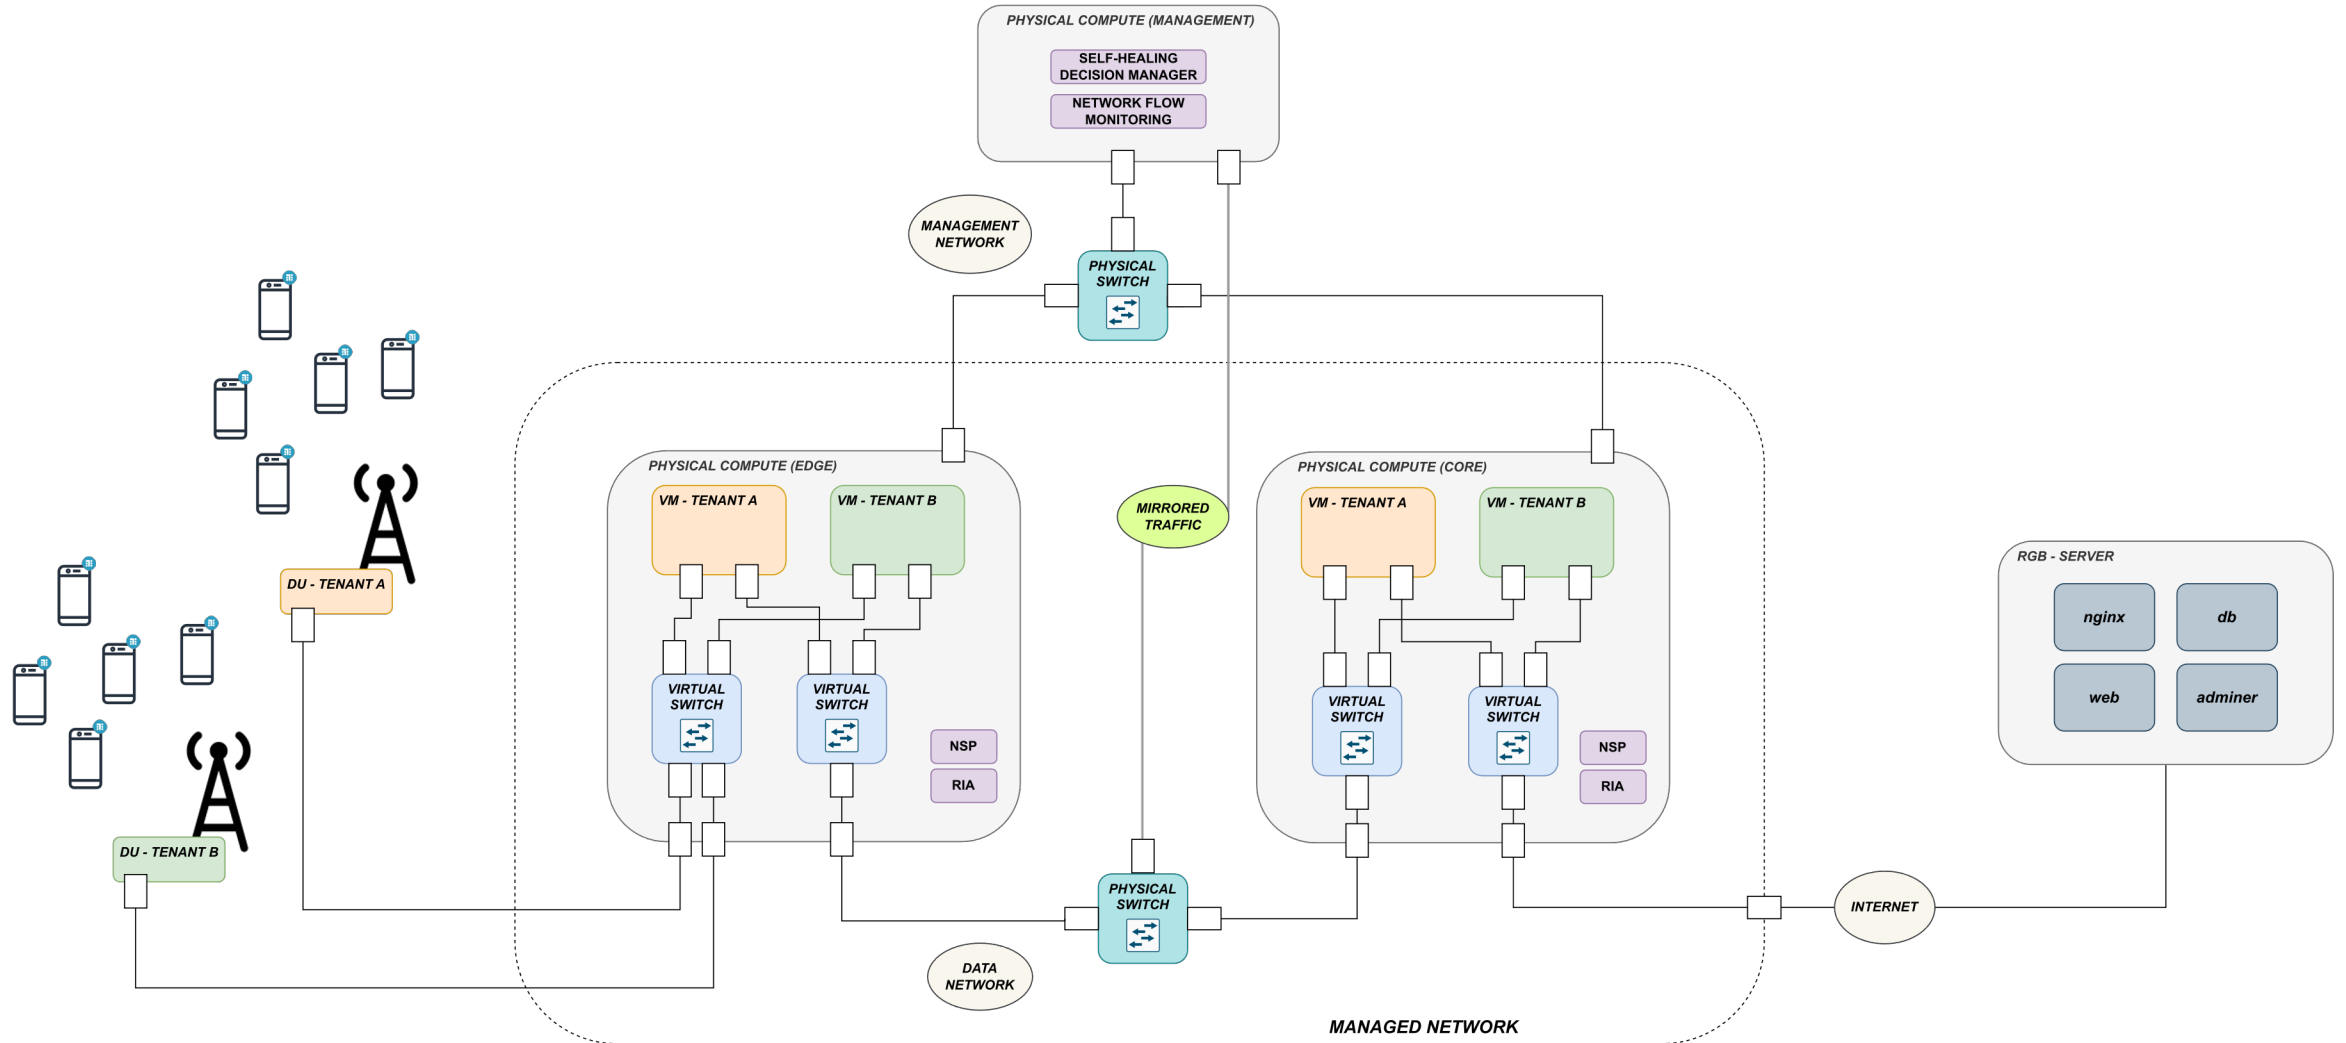 PHYSICAL COMPUTE (MANAGEMENT)
SELF-HEALING
DECISION MANAGER
NETWORK FLOW
MONITORING
MANAGEMENT
NETWORK
PHYSICAL
SWITCH
PHYSICAL COMPUTE (EDGE)
VM - TENANT A
VM - TENANT B
VIRTUAL
SWITCH
VIRTUAL
SWITCH
NSP
RIA
MIRRORED
TRAFFIC
PHYSICAL COMPUTE (CORE)
VM - TENANT A
VM - TENANT B
VIRTUAL
SWITCH
VIRTUAL
SWITCH
NSP
RIA
RGB - SERVER
nginx
db
web
adminer
DU - TENANT A
DU - TENANT B
PHYSICAL
SWITCH
INTERNET
DATA
NETWORK
MANAGED NETWORK